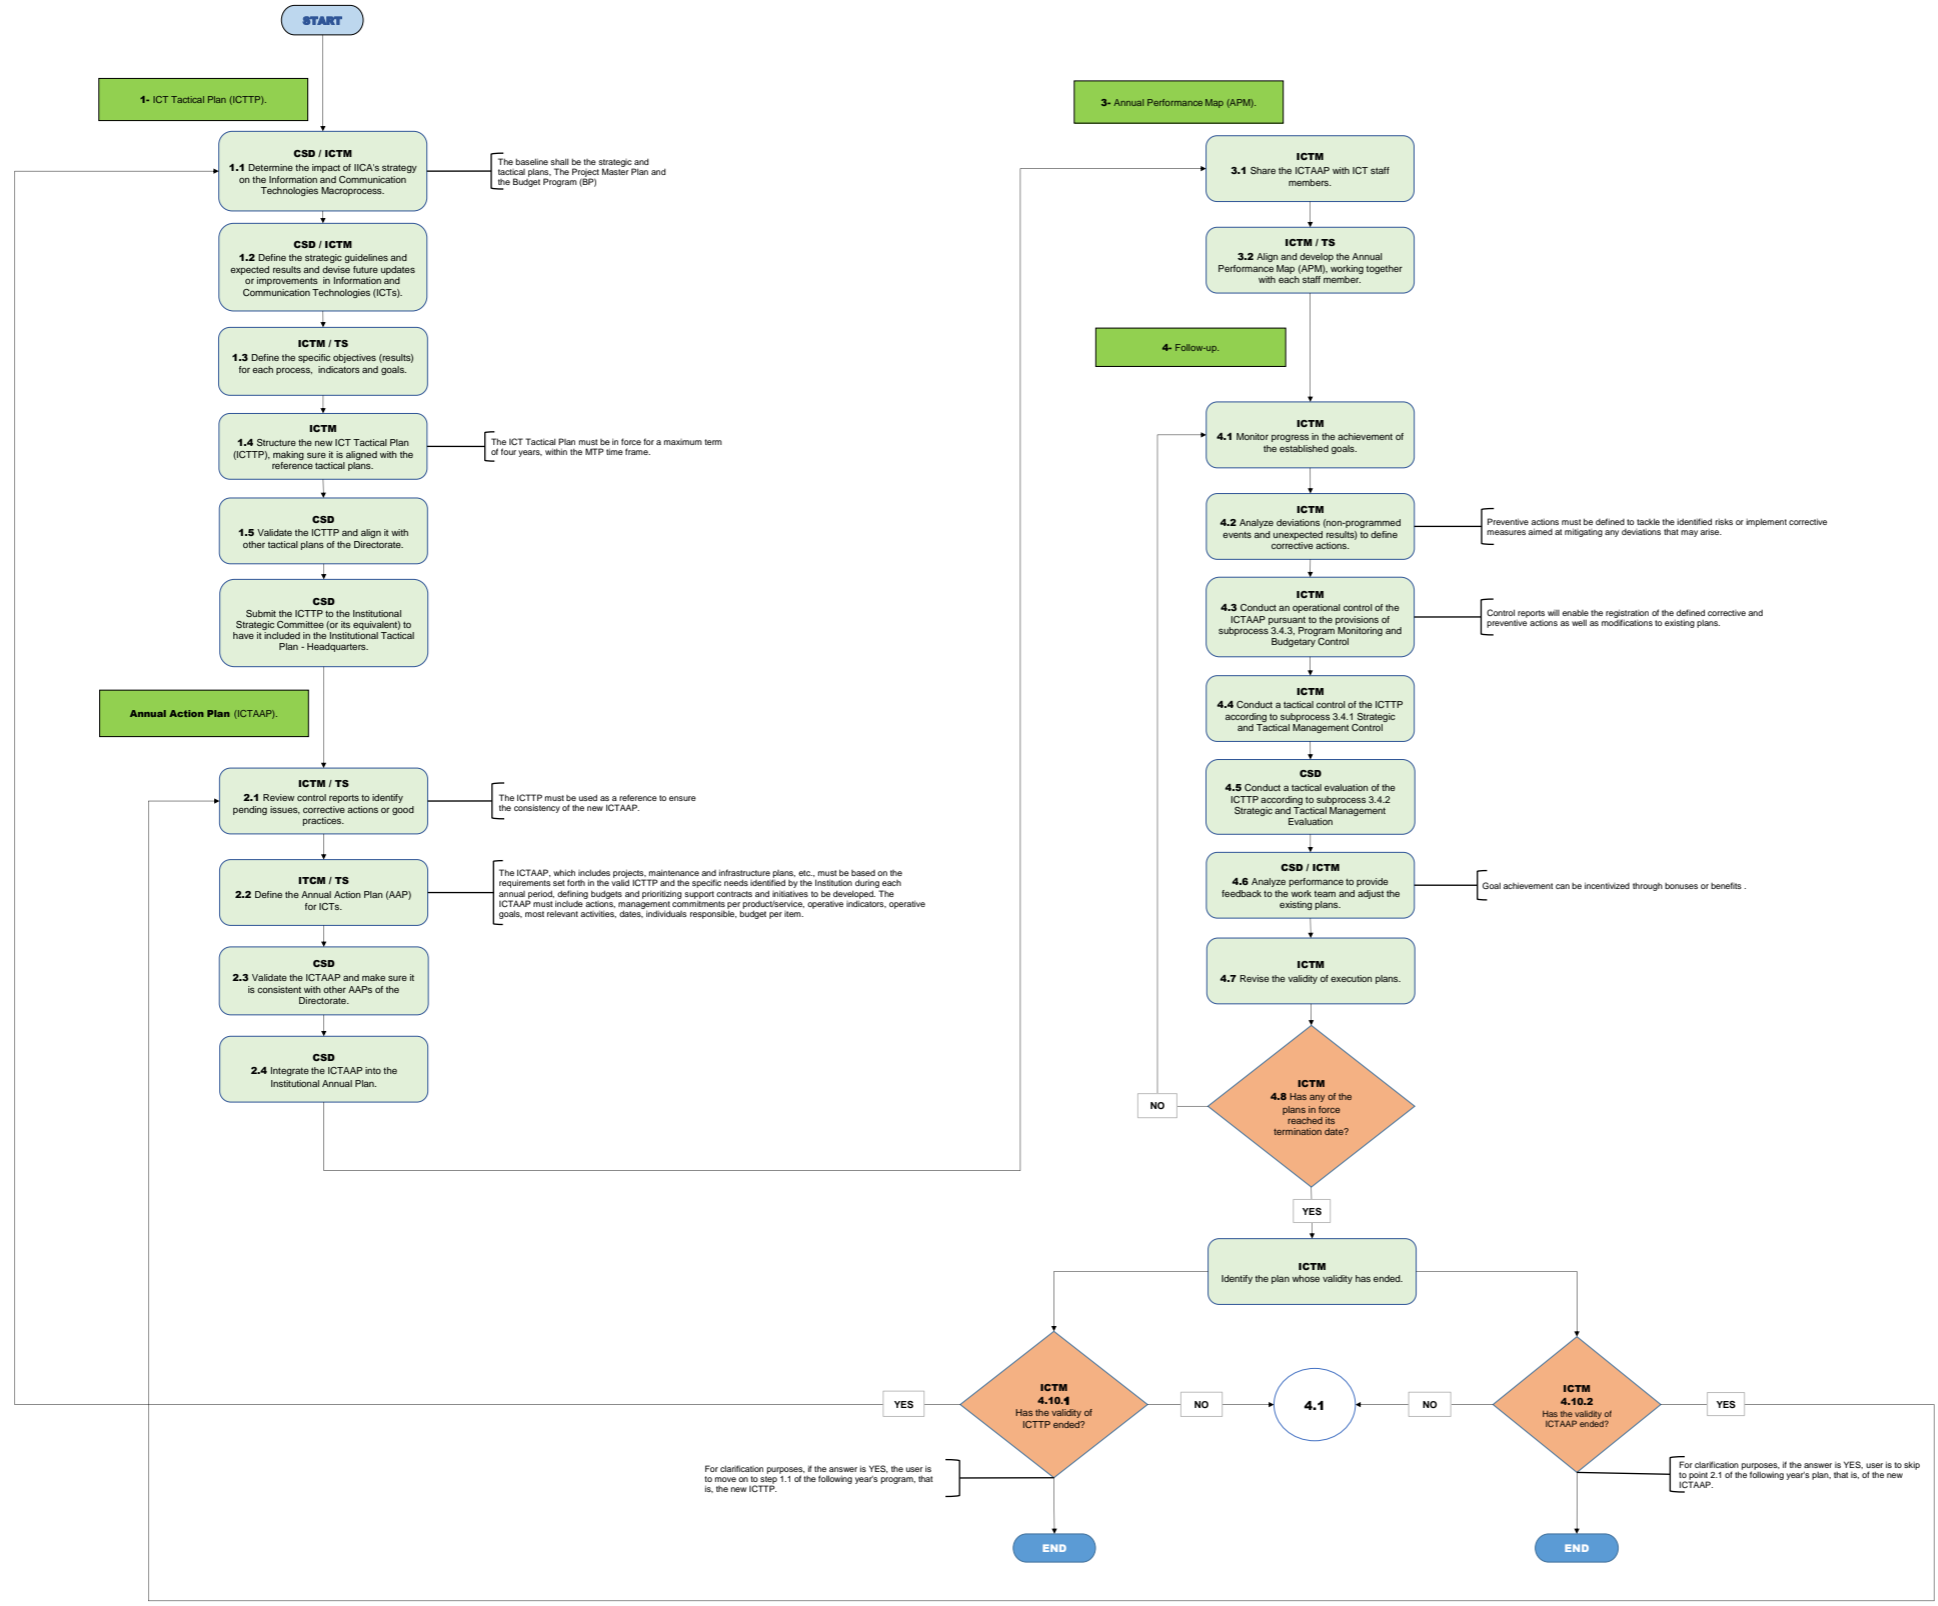 START
1- ICT Tactical Plan (ICTTP).
CSD / ICTM
1.1 Determine the impact of IICA's strategy
on the Information and Communication
Technologies Macroprocess.
The baseline shall be the strategic and
tactical plans, The Project Master Plan and
the Budget Program (BP)
CSD / ICTM
1.2 Define the strategic guidelines and
expected results and devise future updates
or improvements in Information and
Communication Technologies (ICTs).
ICTM / TS
1.3 Define the specific objectives (results)
for each process, indicators and goals.
ICTM
1.4 Structure the new ICT Tactical Plan
(ICTTP), making sure it is aligned with the
reference tactical plans.
The ICT Tactical Plan must be in force for a maximum term
of four years, within the MTP time frame.
CSD
1.5 Validate the ICTTP and align it with
other tactical plans of the Directorate.
CSD
Submit the ICTTP to the Institutional
Strategic Committee (or its equivalent) to
have it included in the Institutional Tactical
Plan - Headquarters.
Annual Action Plan (ICTAAP).
ICTM / TS
2.1 Review control reports to identify
pending issues, corrective actions or good
practices.
The ICTTP must be used as a reference to ensure
the consistency of the new ICTAAP.
ITCM / TS
2.2 Define the Annual Action Plan (AAP)
for ICTs.
The ICTAAP, which includes projects, maintenance and infrastructure plans, etc., must be based on the
requirements set forth in the valid ICTTP and the specific needs identified by the Institution during each
annual period, defining budgets and prioritizing support contracts and initiatives to be developed. The
ICTAAP must include actions, management commitments per product/service, operative indicators, operative
goals, most relevant activities, dates, individuals responsible, budget per item.
CSD
2.3 Validate the ICTAAP and make sure it
is consistent with other AAPs of the
Directorate.
CSD
2.4 Integrate the ICTAAP into the
Institutional Annual Plan.
3- Annual Performance Map (APM).
ICTM
3.1 Share the ICTAAP with ICT staff
members.
ICTM / TS
3.2 Align and develop the Annual
Performance Map (APM), working together
with each staff member.
4- Follow-up.
ICTM
4.1 Monitor progress in the achievement of
the established goals.
ICTM
4.2 Analyze deviations (non-programmed
events and unexpected results) to define
corrective actions.
Preventive actions must be defined to tackle the identified risks or implement corrective
measures aimed at mitigating any deviations that may arise.
ICTM
4.3 Conduct an operational control of the
ICTAAP pursuant to the provisions of
subprocess 3.4.3, Program Monitoring and
Budgetary Control
Control reports will enable the registration of the defined corrective and
preventive actions as well as modifications to existing plans.
ICTM
4.4 Conduct a tactical control of the ICTTP
according to subprocess 3.4.1 Strategic
and Tactical Management Control
CSD
4.5 Conduct a tactical evaluation of the
ICTTP according to subprocess 3.4.2
Strategic and Tactical Management
Evaluation
CSD / ICTM
4.6 Analyze performance to provide
feedback to the work team and adjust the
existing plans.
Goal achievement can be incentivized through bonuses or benefits .
ICTM
4.7 Revise the validity of execution plans.
ICTM
4.8 Has any of the
plans in force
reached its
termination date?
NO
YES
ICTM
Identify the plan whose validity has ended.
YES
ICTM
4.10.1
Has the validity of
ICTTP ended?
NO
4.1
NO
ICTM
4.10.2
Has the validity of
ICTAAP ended?
YES
For clarification purposes, if the answer is YES, the user is
to move on to step 1.1 of the following year's program, that
is, the new ICTTP.
For clarification purposes, if the answer is YES, user is to skip
to point 2.1 of the following year's plan, that is, of the new
ICTAAP.
END
END